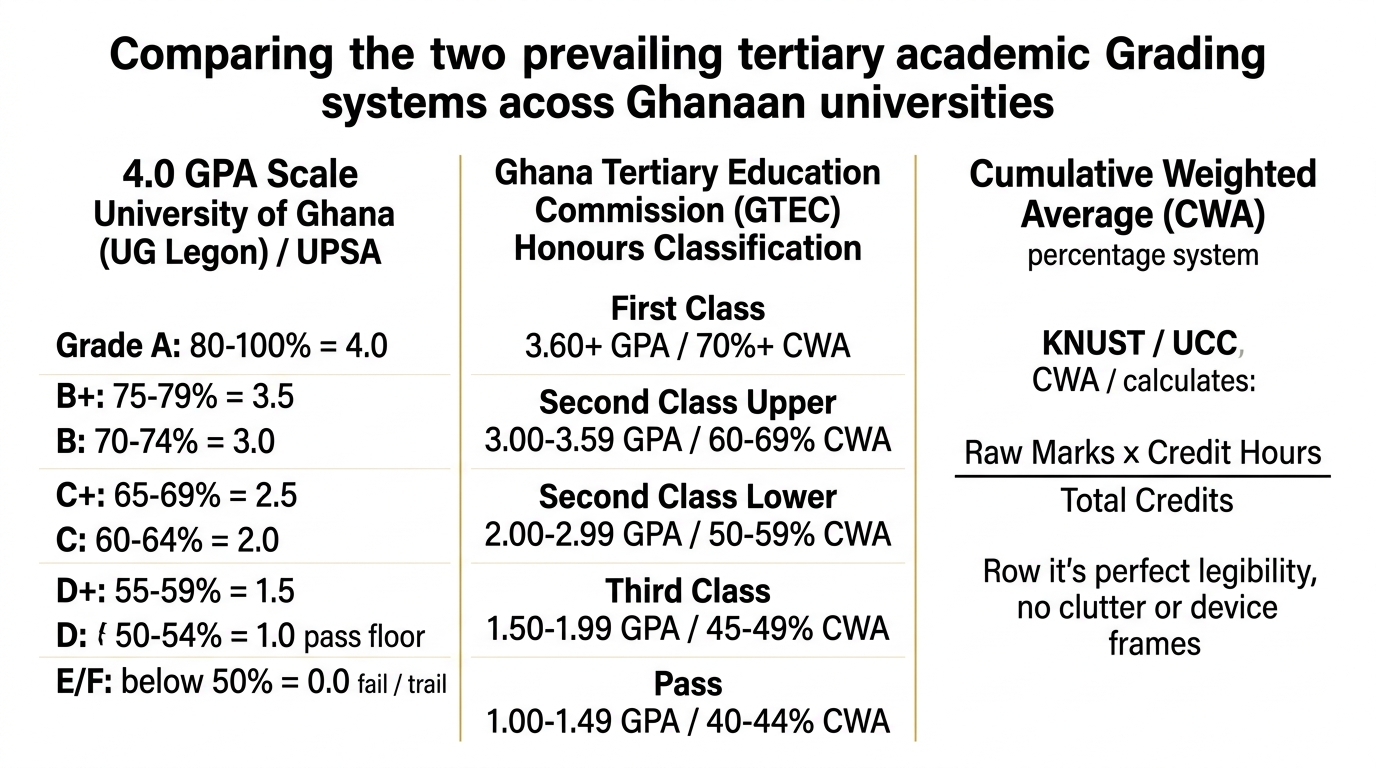 Comparing the two prevailing tertiary academic Grading
systems acoss Ghanaan universities
4.0 GPA Scale
University of Ghana
(UG Legon) / UPSA
Grade A: 80-100% = 4.0
B+: 75-79% = 3.5
B: 70-74% = 3.0
C+: 65-69% = 2.5
C: 60-64% = 2.0
D+: 55-59% = 1.5
D: 50-54% = 1.0 pass floor
E/F: below 50% = 0.0 fail / trail
Ghana Tertiary Education
Commission (GTEC)
Honours Classification
First Class
3.60+ GPA / 70%+ CWA
Second Class Upper
3.00-3.59 GPA / 60-69% CWA
Second Class Lower
2.00-2.99 GPA / 50-59% CWA
Third Class
1.50-1.99 GPA / 45-49% CWA
Pass
1.00-1.49 GPA / 40-44% CWA
Cumulative Weighted
Average (CWA)
percentage system
KNUST / UCC,
CWA / calculates:
Raw Marks x Credit Hours
Total Credits
Row it's perfect legibility,
no clutter or device
frames